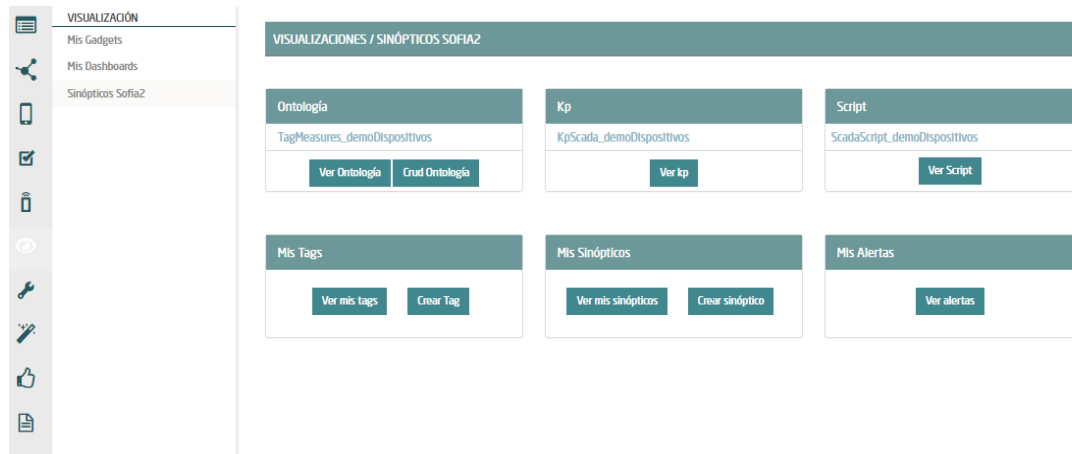 VISUALIZACIÓN
Mis Gadgets
Mis Dashboards
Sinópticos Sofia2
VISUALIZACIONES / SINÓPTICOS SOFIA2
Ontología
TagMeasures_demoDispositivos
Ver Ontología Crud Ontología
Kp
KpScada_demoDispositivos
Ver kp
Script
ScadaScript_demoDispositivos
Ver Script
Mis Tags
Ver mis tags Crear Tag
Mis Sinópticos
Ver mis sinópticos Crear sinóptico
Mis Alertas
Ver alertas